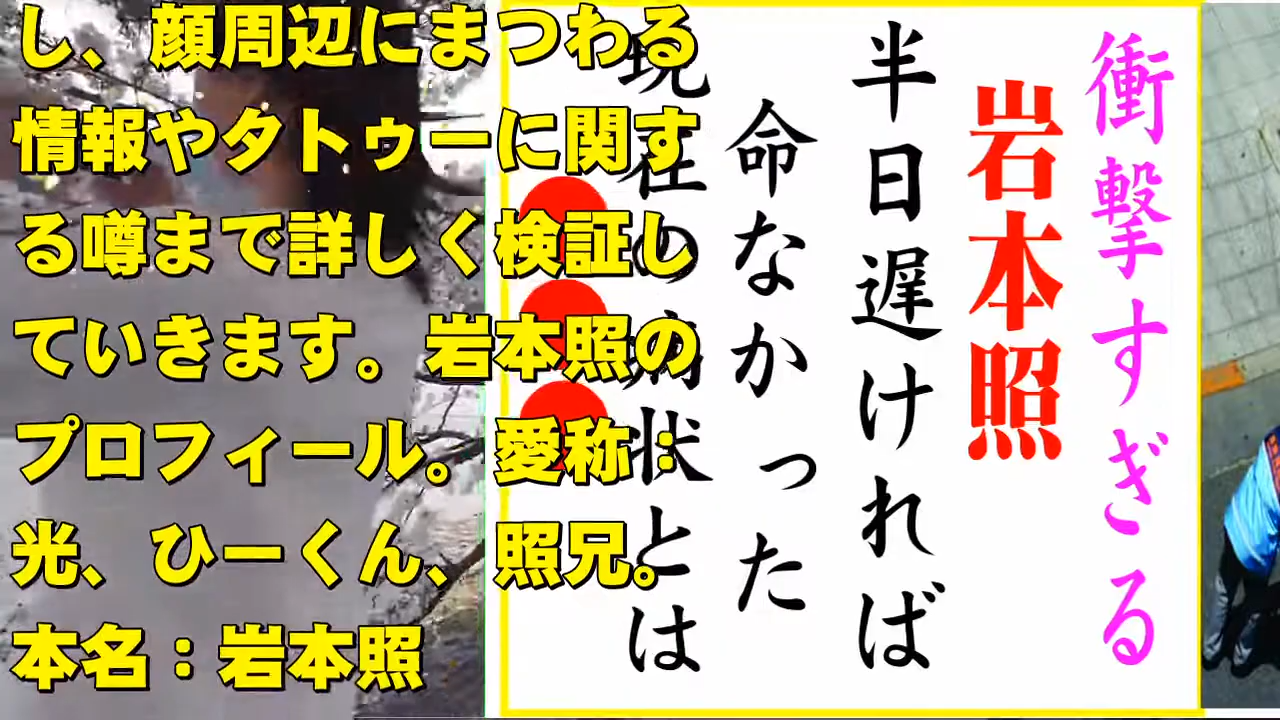 し、顔周辺にまつわる
情報やタトゥーに関す
る噂まで詳しく検証し
ていきます。岩本照の
プロフィール。愛称：
光、ひーくん、照兄。
本名：岩本照
衝撃すぎる
岩本照
半日遅ければ
命なかった
現在の病状とは